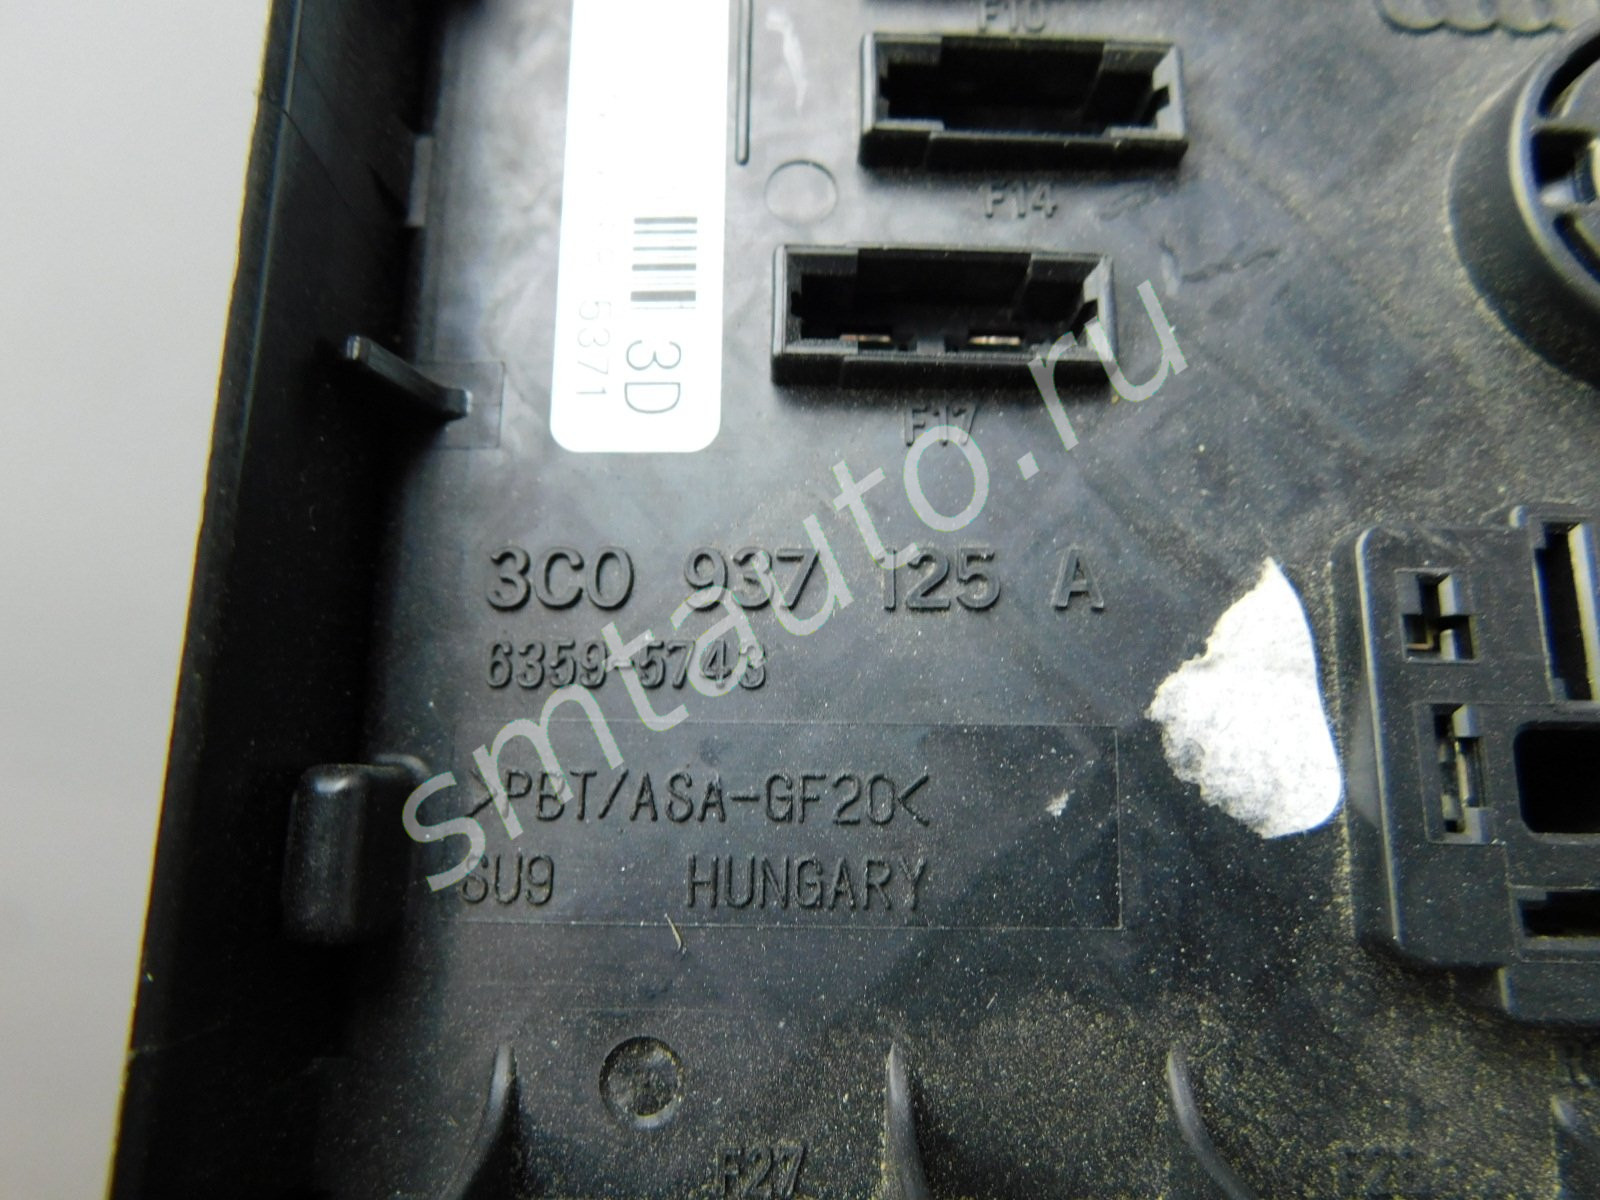 F10
F14
3D
5371
F17
3C0 937 125 A
6359-5743
>PBT/ASA-GF20<
SU9 HUNGARY
F27
smtauto.ru